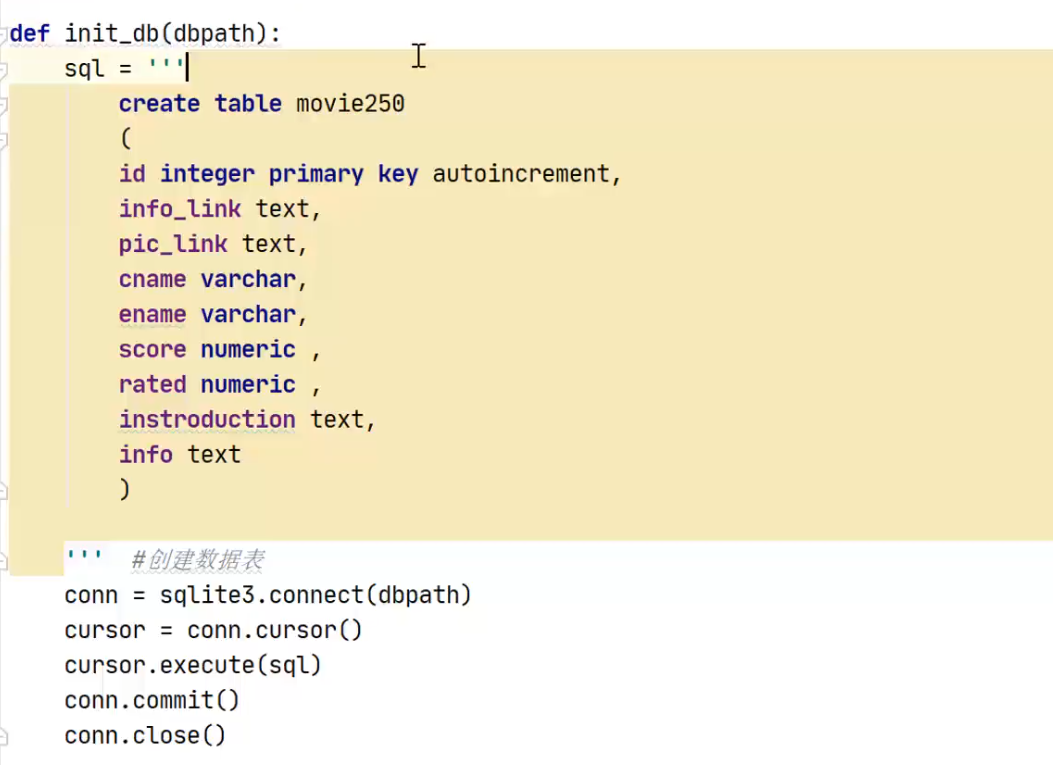 def init_db(dbpath):
    sql = '''
        create table movie250
        (
        id integer primary key autoincrement,
        info_link text,
        pic_link text,
        cname varchar,
        ename varchar,
        score numeric ,
        rated numeric ,
        instroduction text,
        info text
        )
    '''  #创建数据表
    conn = sqlite3.connect(dbpath)
    cursor = conn.cursor()
    cursor.execute(sql)
    conn.commit()
    conn.close()